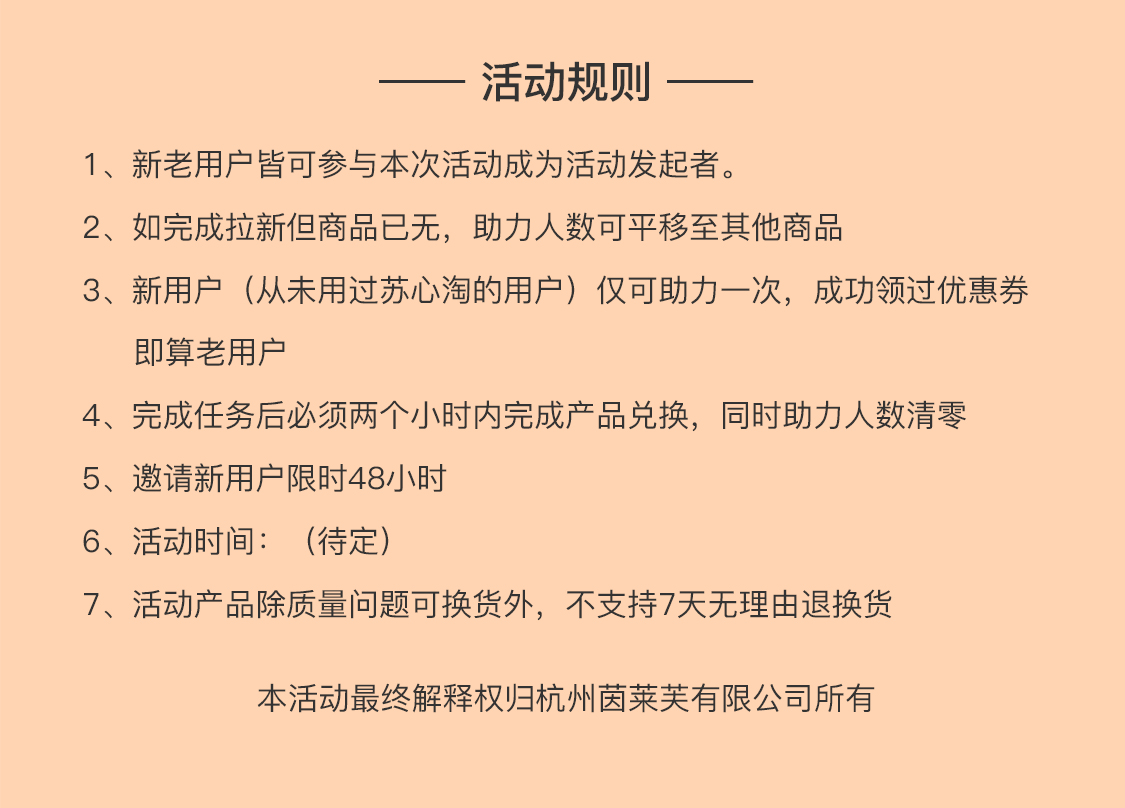 活动规则
1、新老用户皆可参与本次活动成为活动发起者。
2、如完成拉新但商品已无，助力人数可平移至其他商品
3、新用户（从未用过苏心淘的用户）仅可助力一次，成功领过优惠券
即算老用户
4、完成任务后必须两个小时内完成产品兑换，同时助力人数清零
5、邀请新用户限时48小时
6、活动时间：（待定）
7、活动产品除质量问题可换货外，不支持7天无理由退换货
本活动最终解释权归杭州茵莱芙有限公司所有